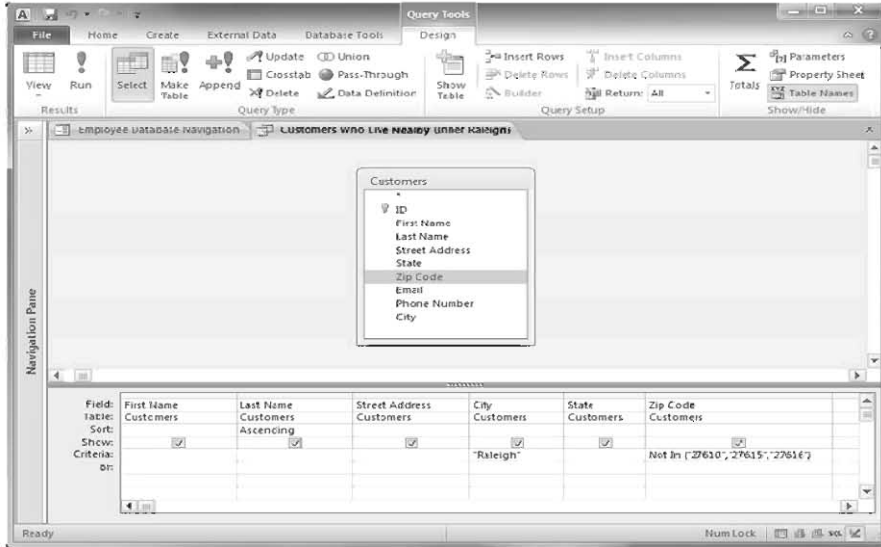 Query Tools
File Home Create External Data Database Tools Design
View Run Select Make Table Append Update Crosstab Delete Union Pass-Through Data Definition Show Table Insert Rows Delete Rows Builder Insert Columns Delete Columns Return: All Totals Parameters Property Sheet Table Names
Results Query Type Query Setup Show/Hide
Employee Database Navigation Customers Who Live Nearby
Customers
*
ID
First Name
Last Name
Street Address
State
Zip Code
Email
Phone Number
City
Navigation Pane
Field: First Name Last Name Street Address City State Zip Code
Table: Customers Customers Customers Customers Customers Customers
Sort: Ascending
Show:
Criteria: "Raleigh" Not In ("27610","27615","27616")
or:
Ready Num Lock SQL